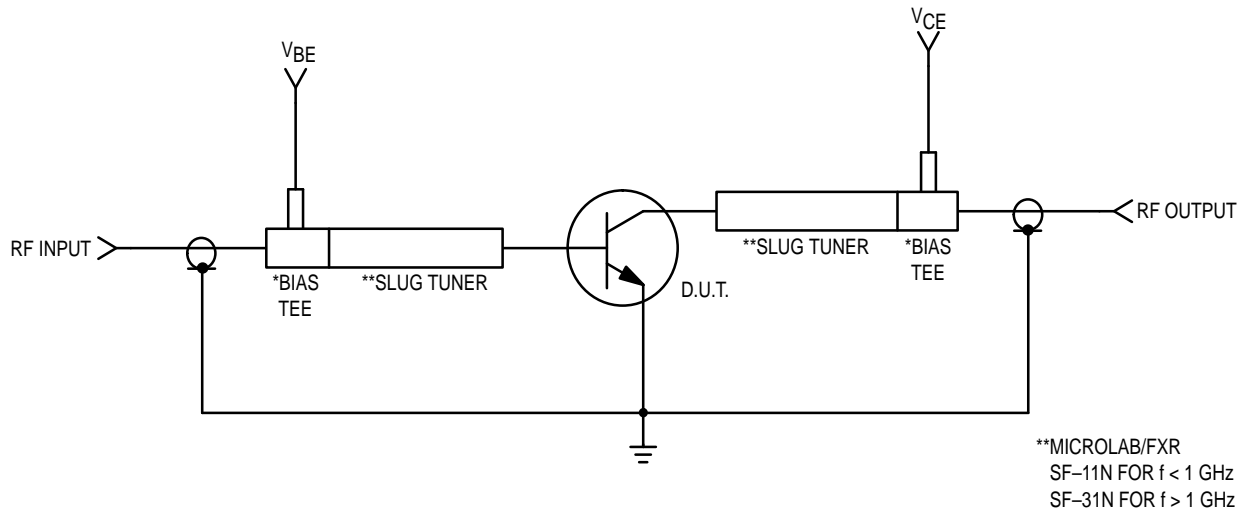 V_BE
V_CE
RF INPUT
*BIAS
TEE
**SLUG TUNER
D.U.T.
**SLUG TUNER
*BIAS
TEE
RF OUTPUT
**MICROLAB/FXR
SF–11N FOR f < 1 GHz
SF–31N FOR f > 1 GHz